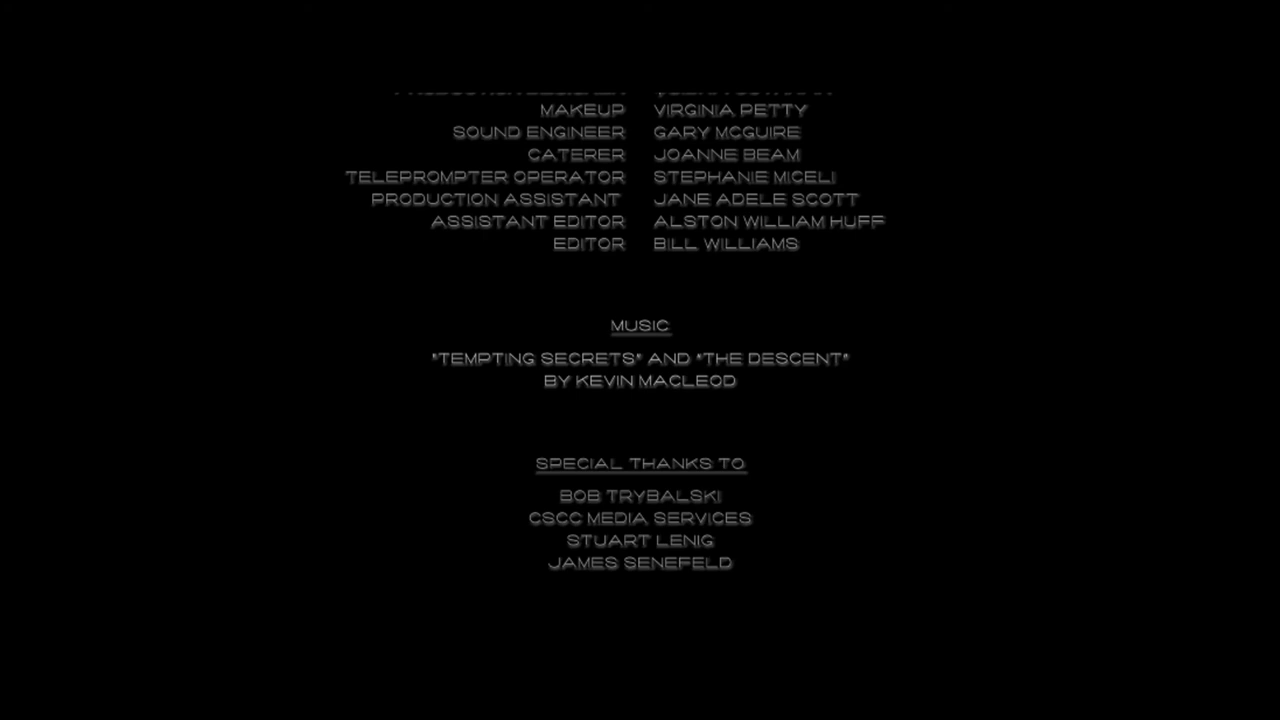 MAKEUP VIRGINIA PETTY
SOUND ENGINEER GARY MCGUIRE
CATERER JOANNE BEAM
TELEPROMPTER OPERATOR STEPHANIE MICELI
PRODUCTION ASSISTANT JANE ADELE SCOTT
ASSISTANT EDITOR ALSTON WILLIAM HUFF
EDITOR BILL WILLIAMS
MUSIC
"TEMPTING SECRETS" AND "THE DESCENT"
BY KEVIN MACLEOD
SPECIAL THANKS TO
BOB TRYBALSKI
CSCC MEDIA SERVICES
STUART LENIG
JAMES SENEFELD